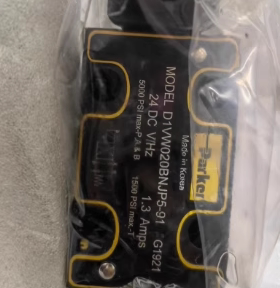 Parker
Made in Korea
MODEL D1VW020BNJP5-91 G1921
24 DC V/Hz 1.3 Amps
5000 PSI max-P,A & B 1500 PSI max.-T